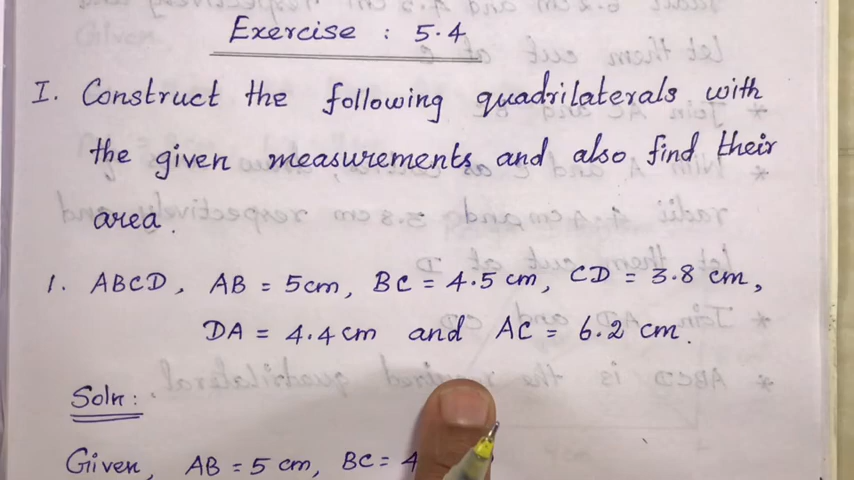 Exercise : 5.4
I. Construct the following quadrilaterals with
the given measurements and also find their
area.
1. ABCD, AB = 5cm, BC = 4.5 cm, CD = 3.8 cm,
DA = 4.4 cm and AC = 6.2 cm.
Soln:
Given, AB = 5 cm, BC = 4